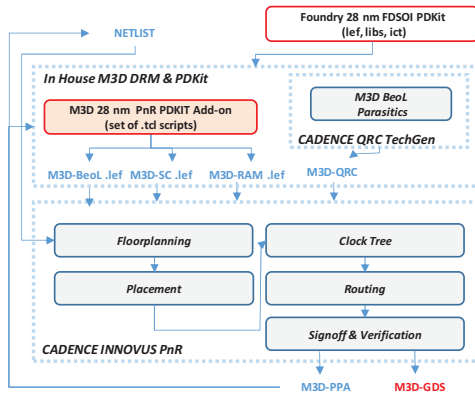 NETLIST
Foundry 28 nm FDSOI PDKit
(lef, libs, ict)
In House M3D DRM & PDKit
M3D 28 nm PnR PDKIT Add-on
(set of .td scripts)
M3D BeoL
Parasitics
CADENCE QRC TechGen
M3D-BeoL .lef
M3D-SC .lef
M3D-RAM .lef
M3D-QRC
Floorplanning
Clock Tree
Placement
Routing
Signoff & Verification
CADENCE INNOVUS PnR
M3D-PPA
M3D-GDS